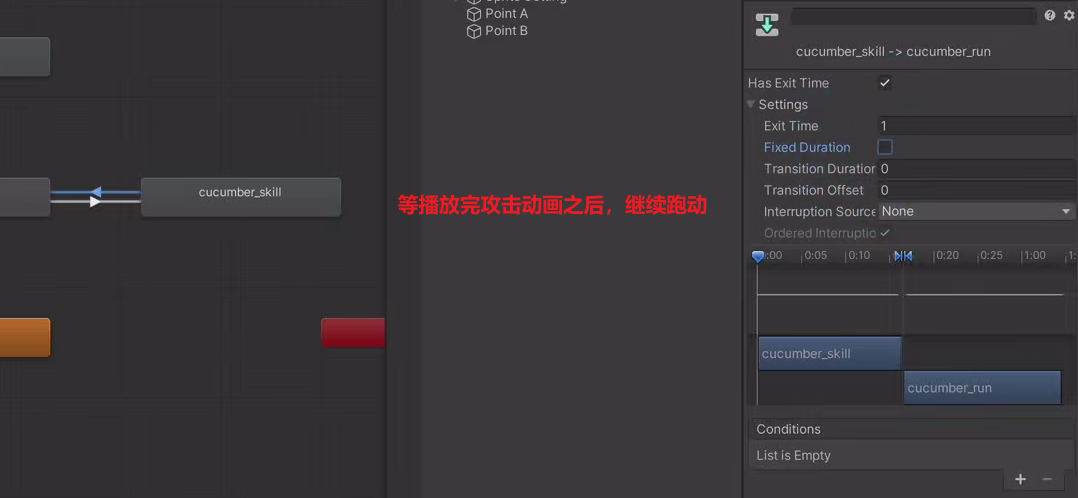 Point A
Point B
cucumber_skill -> cucumber_run
Has Exit Time
Settings
Exit Time
1
Fixed Duration
Transition Duration
0
Transition Offset
0
Interruption Source
None
Ordered Interruptio
cucumber_skill
等播放完攻击动画之后，继续跑动
:00
0:05
0:10
0:20
0:25
1:00
1:
cucumber_skill
cucumber_run
Conditions
List is Empty